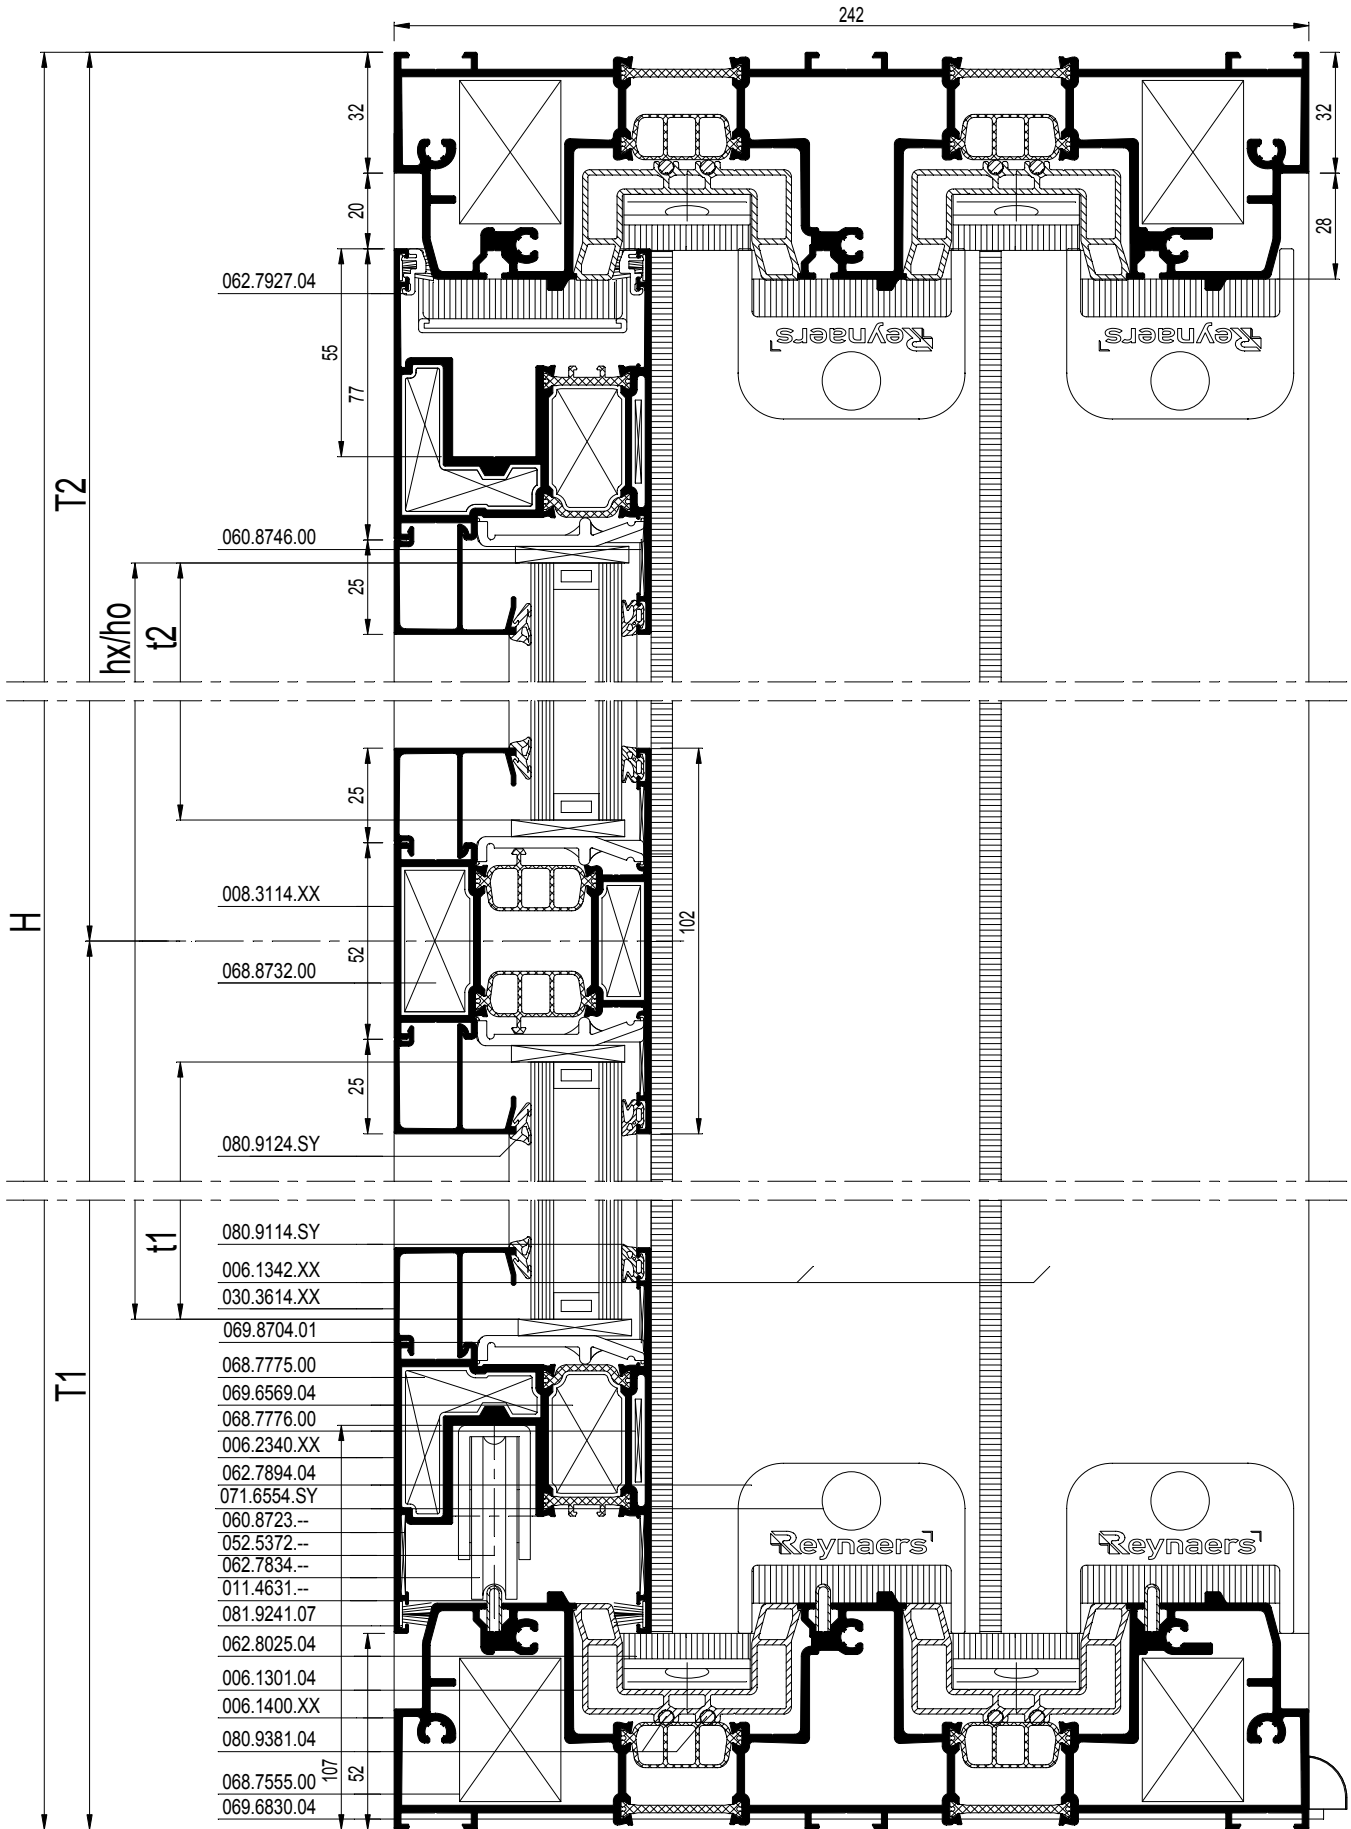 242
32
32
20
28
062.7927.04
Reynaers
Reynaers
55
77
T2
060.8746.00
25
hx/ho
t2
25
008.3114.XX
H
102
52
068.8732.00
25
080.9124.SY
t1
080.9114.SY
006.1342.XX
030.3614.XX
069.8704.01
068.7775.00
T1
069.6569.04
068.7776.00
006.2340.XX
062.7894.04
071.6554.SY
060.8723.--
Reynaers
Reynaers
052.5372.--
062.7834.--
011.4631.--
081.9241.07
062.8025.04
006.1301.04
006.1400.XX
080.9381.04
107
52
068.7555.00
069.6830.04